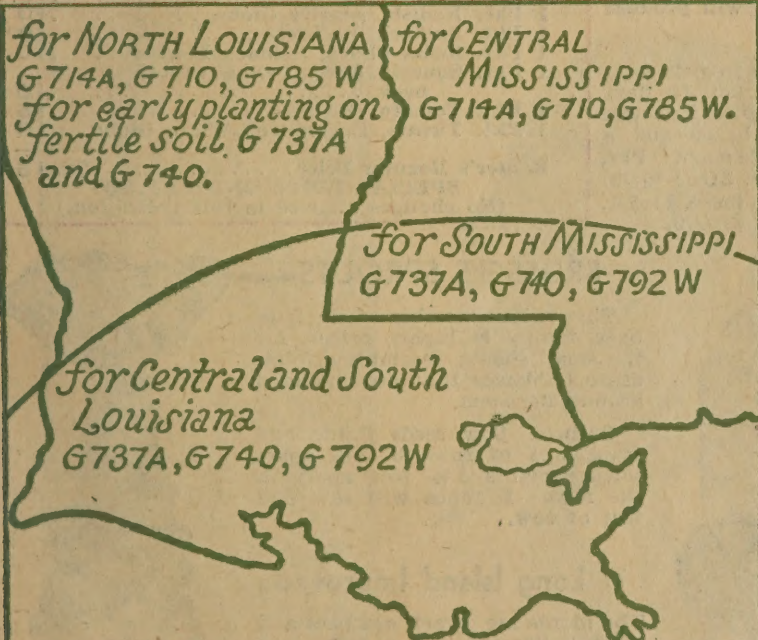 for NORTH LOUISIANA
G714A, G710, G785 W
for early planting on
fertile soil. G 737A
and G 740.
for CENTRAL
MISSISSIPPI
G714A, G710, G785W.
for SOUTH MISSISSIPPI
G737A, G740, G792 W
for Central and South
Louisiana
G737A, G740, G 792 W